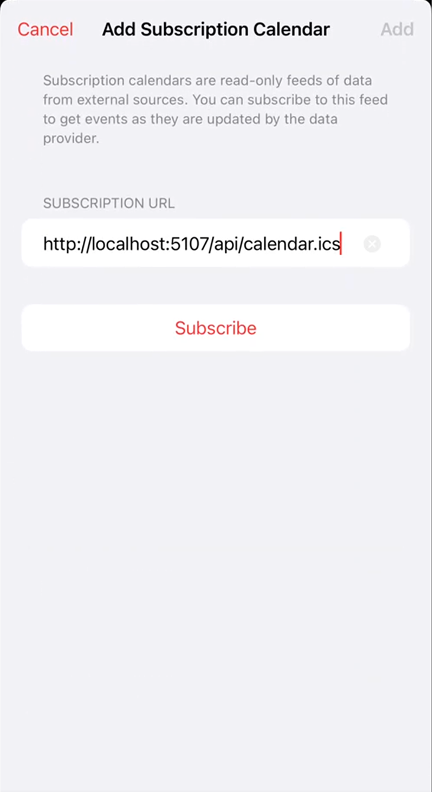 Cancel Add Subscription Calendar Add
Subscription calendars are read-only feeds of data
from external sources. You can subscribe to this feed
to get events as they are updated by the data
provider.
SUBSCRIPTION URL
http://localhost:5107/api/calendar.ics
Subscribe